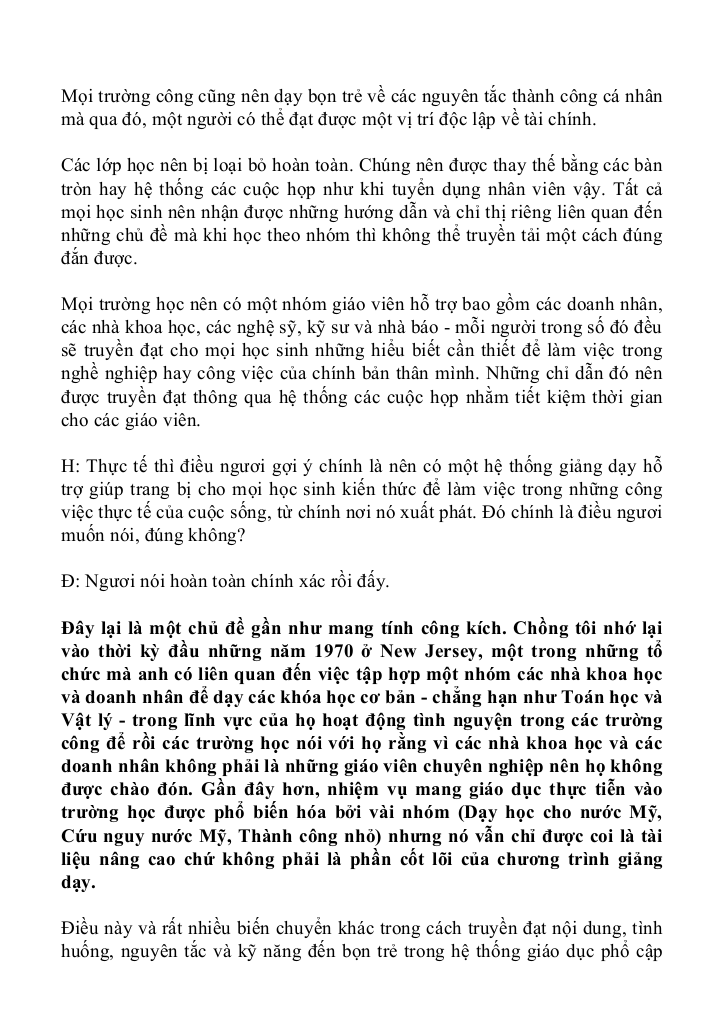 Mọi trường công cũng nên dạy bọn trẻ về các nguyên tắc thành công cá nhân
mà qua đó, một người có thể đạt được một vị trí độc lập về tài chính.
Các lớp học nên bị loại bỏ hoàn toàn. Chúng nên được thay thế bằng các bàn
tròn hay hệ thống các cuộc họp như khi tuyển dụng nhân viên vậy. Tất cả
mọi học sinh nên nhận được những hướng dẫn và chỉ thị riêng liên quan đến
những chủ đề mà khi học theo nhóm thì không thể truyền tải một cách đúng
đắn được.
Mọi trường học nên có một nhóm giáo viên hỗ trợ bao gồm các doanh nhân,
các nhà khoa học, các nghệ sỹ, kỹ sư và nhà báo - mỗi người trong số đó đều
sẽ truyền đạt cho mọi học sinh những hiểu biết cần thiết để làm việc trong
nghề nghiệp hay công việc của chính bản thân mình. Những chỉ dẫn đó nên
được truyền đạt thông qua hệ thống các cuộc họp nhằm tiết kiệm thời gian
cho các giáo viên.
H: Thực tế thì điều ngươi gợi ý chính là nên có một hệ thống giảng dạy hỗ
trợ giúp trang bị cho mọi học sinh kiến thức để làm việc trong những công
việc thực tế của cuộc sống, từ chính nơi nó xuất phát. Đó chính là điều ngươi
muốn nói, đúng không?
Đ: Ngươi nói hoàn toàn chính xác rồi đấy.
Đây lại là một chủ đề gần như mang tính công kích. Chồng tôi nhớ lại
vào thời kỳ đầu những năm 1970 ở New Jersey, một trong những tổ
chức mà anh có liên quan đến việc tập hợp một nhóm các nhà khoa học
và doanh nhân để dạy các khóa học cơ bản - chẳng hạn như Toán học và
Vật lý - trong lĩnh vực của họ hoạt động tình nguyện trong các trường
công để rồi các trường học nói với họ rằng vì các nhà khoa học và các
doanh nhân không phải là những giáo viên chuyên nghiệp nên họ không
được chào đón. Gần đây hơn, nhiệm vụ mang giáo dục thực tiễn vào
trường học được phổ biến hóa bởi vài nhóm (Dạy học cho nước Mỹ,
Cứu nguy nước Mỹ, Thành công nhỏ) nhưng nó vẫn chỉ được coi là tài
liệu nâng cao chứ không phải là phần cốt lõi của chương trình giảng
dạy.
Điều này và rất nhiều biến chuyển khác trong cách truyền đạt nội dung, tình
huống, nguyên tắc và kỹ năng đến bọn trẻ trong hệ thống giáo dục phổ cập